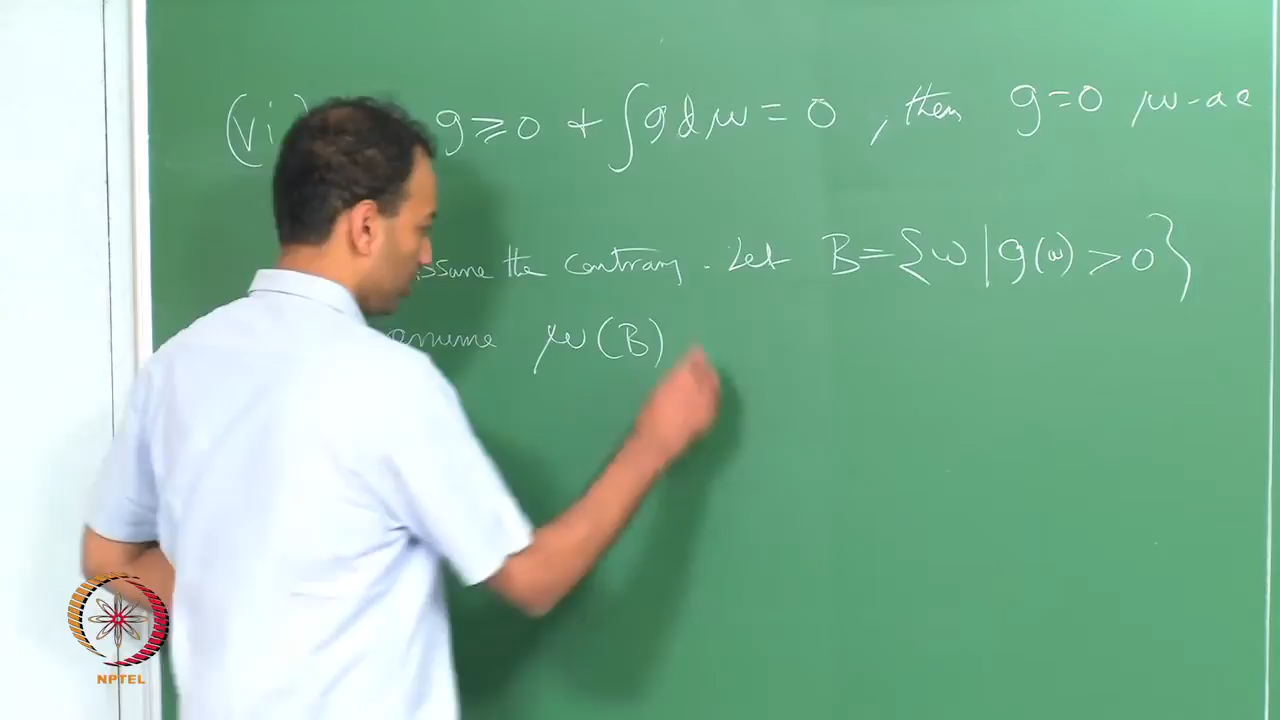 (vi) g ≥ 0 + ∫g dμ = 0, then g = 0 μ-ae
the contrary. Let B = {ω | g(ω) > 0}
μ(B)
NPTEL